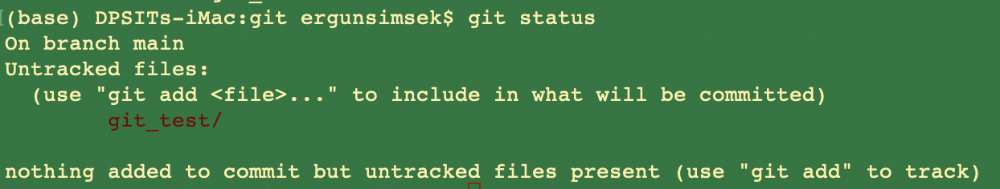 (base) DPSITs-iMac:git ergunsimsek$ git status
On branch main
Untracked files:
  (use "git add <file>..." to include in what will be committed)
        git_test/

nothing added to commit but untracked files present (use "git add" to track)